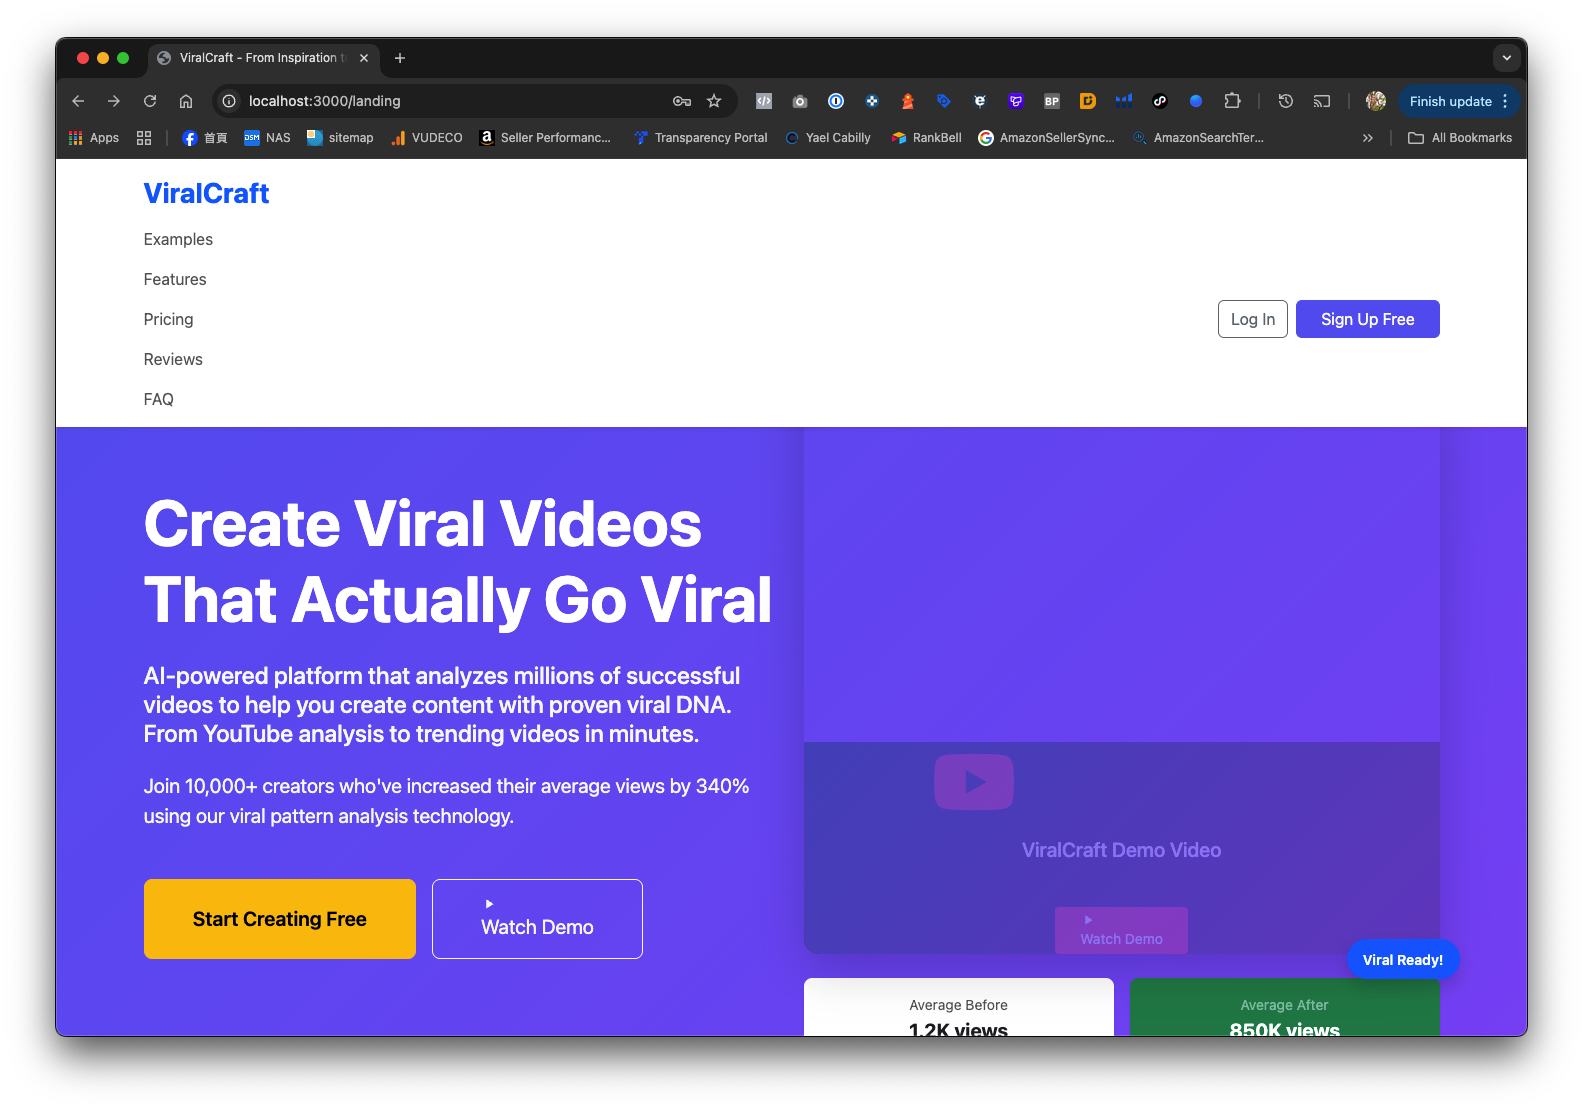 ViralCraft - From Inspiration t
localhost:3000/landing
Finish update
Apps
首頁
DSM NAS
sitemap
VUDECO
Seller Performanc...
Transparency Portal
Yael Cabilly
RankBell
AmazonSellerSync...
AmazonSearchTer...
All Bookmarks
ViralCraft
Examples
Features
Pricing
Reviews
FAQ
Log In
Sign Up Free
Create Viral Videos
That Actually Go Viral
AI-powered platform that analyzes millions of successful
videos to help you create content with proven viral DNA.
From YouTube analysis to trending videos in minutes.
Join 10,000+ creators who've increased their average views by 340%
using our viral pattern analysis technology.
Start Creating Free
Watch Demo
ViralCraft Demo Video
Watch Demo
Viral Ready!
Average Before
1.2K views
Average After
850K views